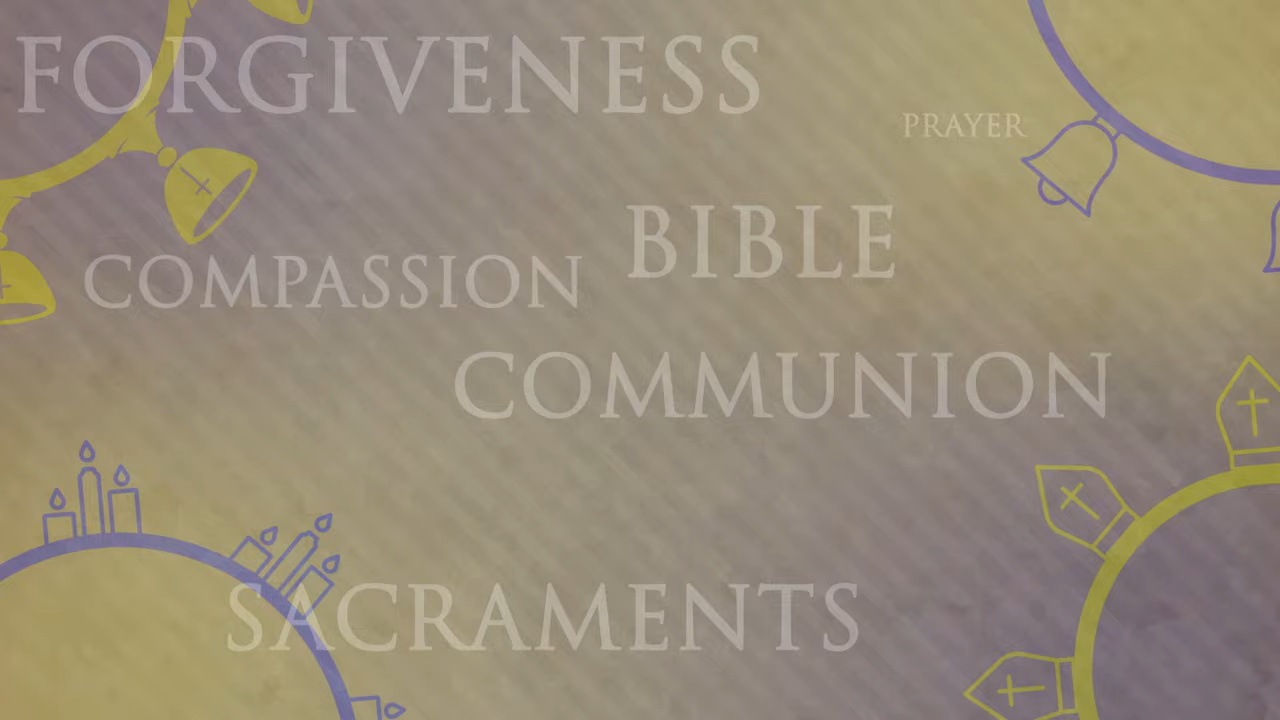 FORGIVENESS
PRAYER
BIBLE
COMPASSION
COMMUNION
SACRAMENTS